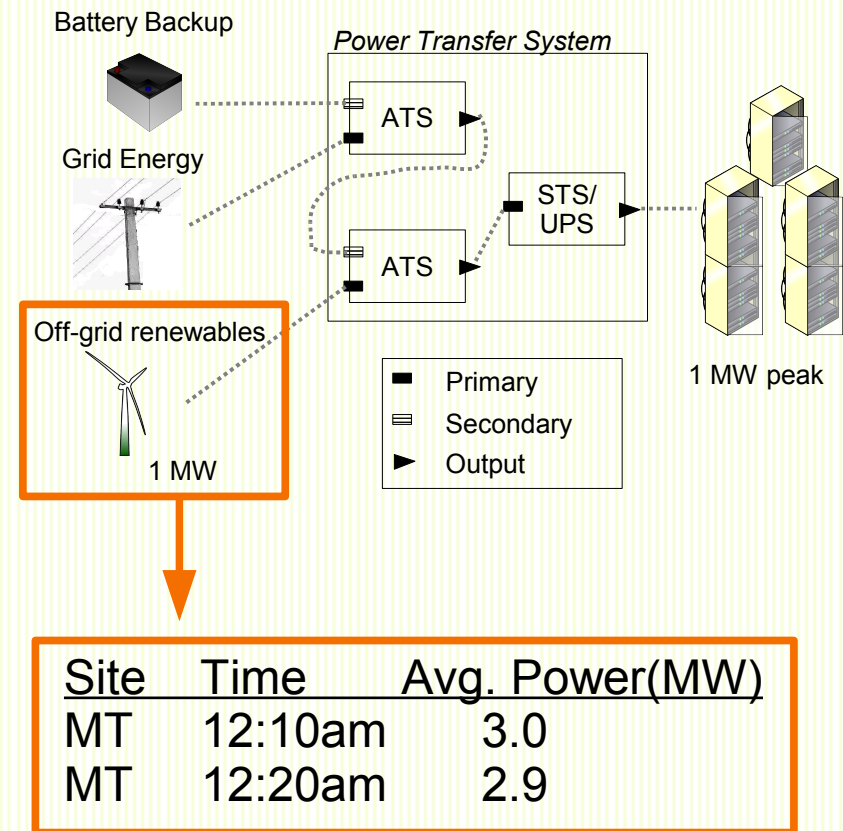 Battery Backup
Power Transfer System
ATS
Grid Energy
STS/
UPS
ATS
Off-grid renewables
1 MW
Primary
Secondary
Output
1 MW peak
Site Time Avg. Power(MW)
MT 12:10am 3.0
MT 12:20am 2.9